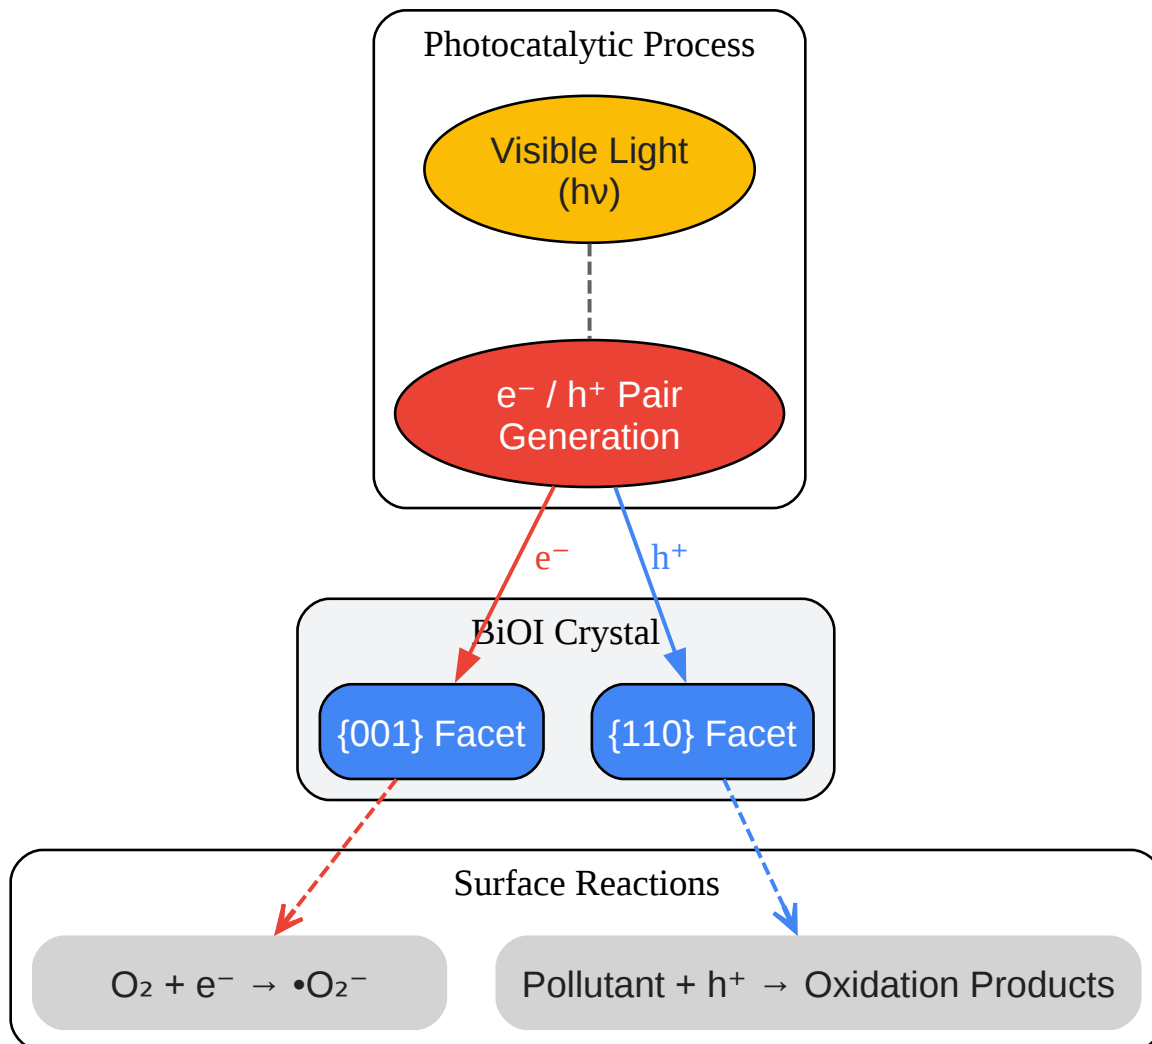 Photocatalytic Process
Visible Light
(hν)
e⁻ / h⁺ Pair
Generation
e⁻
h⁺
BiOI Crystal
{001} Facet
{110} Facet
Surface Reactions
O₂ + e⁻ → •O₂⁻
Pollutant + h⁺ → Oxidation Products